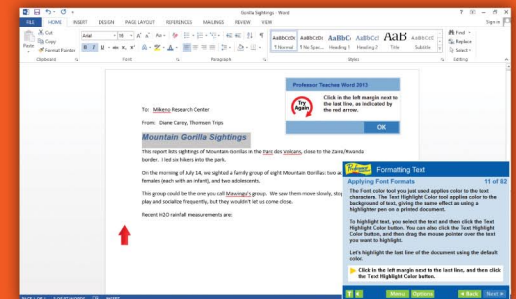 Gorilla Sightings - Word
Sign in
FILE HOME INSERT DESIGN PAGE LAYOUT REFERENCES MAILINGS REVIEW VIEW
Paste
Cut
Copy
Format Painter
Clipboard
Arial
Font
Paragraph
1 Normal
1 No Spac...
Heading 1
Heading 2
Title
Subtitle
Styles
Find
Replace
Select
Editing
Professor Teaches Word 2013
Try Again
Click in the left margin next to
the last line, as indicated by
the red arrow.
OK
To: Mikeno Research Center
From: Diane Carey, Thomson Trips
Mountain Gorilla Sightings
This report lists sightings of Mountain Gorillas in the Parc des Volcans, close to the Zaire/Rwanda
border. I led six hikers into the park.
On the morning of July 14, we sighted a family group of eight Mountain Gorillas: two
females (each with an infant), and two adolescents.
This group could be the one you call Mawingu's group. We saw them move slowly,
play and socialize frequently, but they wouldn't let us come close.
Recent H2O rainfall measurements are:
Professor
Formatting Text
Applying Font Formats 11 of 82
The Font color tool you just used applies color to the text
characters. The Text Highlight Color tool applies color to the
background of text, giving the same effect as using a
highlighter pen on a printed document.
To highlight text, you select the text and then click the Text
Highlight Color button. You can also click the Text Highlight
Color button, and then drag the mouse pointer over the text
you want to highlight.
Let's highlight the last line of the document using the default
color.
Click in the left margin next to the last line, and then click
the Text Highlight Color button.
Menu Options Back Next